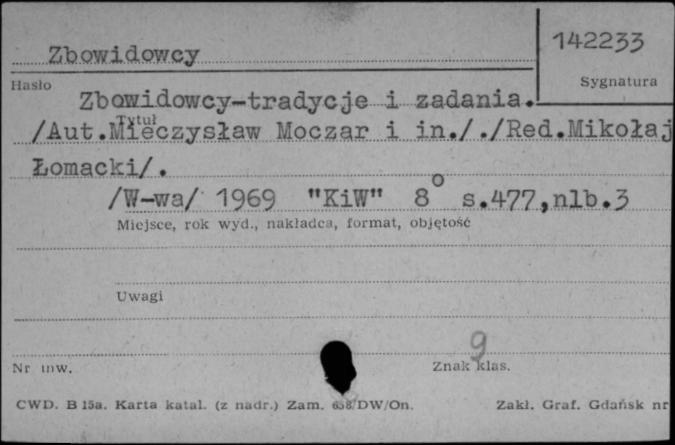 Zbowidowcy
142233
Hasło
Sygnatura
Zbowidowcy-tradycje i zadania.
Tytuł
/Aut.Mieczysław Moczar i in././Red.Mikołaj
Łomacki/.
/W-wa/ 1969 "KiW" 8° s.477,nlb.3
Miejsce, rok wyd., nakładca, format, objętość
Uwagi
9
Nr inw.
Znak klas.
CWD. B 15a. Karta katal. (z nadr.) Zam. 658/DW/On. Zakł. Graf. Gdańsk nr